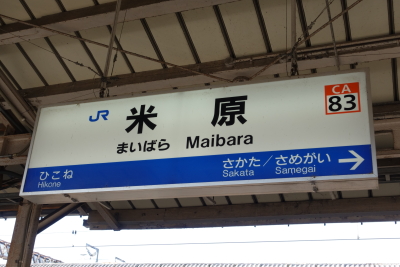 JR 米原 CA 83
まいばら Maibara
ひこね さかた／さめがい →
Hikone Sakata Samegai